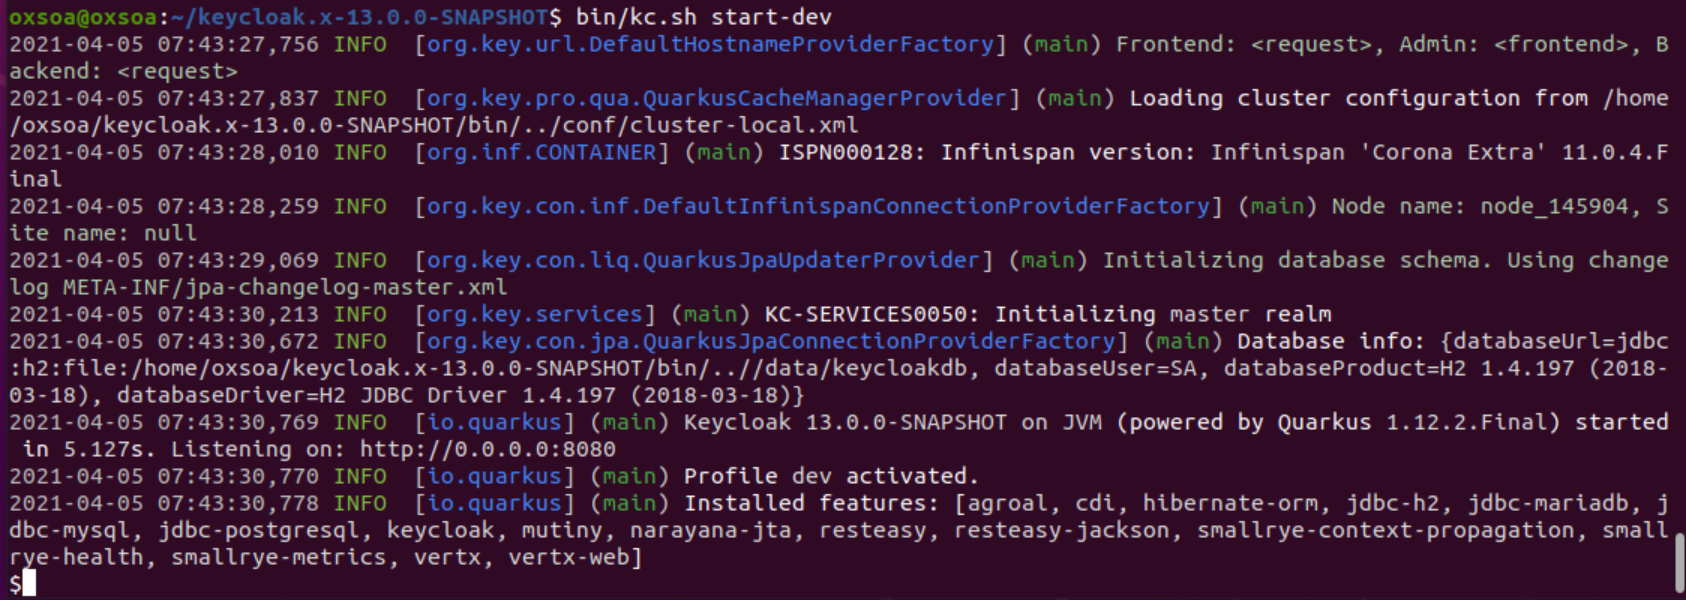 oxsoa@oxsoa:~/keycloak.x-13.0.0-SNAPSHOT$ bin/kc.sh start-dev
2021-04-05 07:43:27,756 INFO  [org.key.url.DefaultHostnameProviderFactory] (main) Frontend: <request>, Admin: <frontend>, B
ackend: <request>
2021-04-05 07:43:27,837 INFO  [org.key.pro.qua.QuarkusCacheManagerProvider] (main) Loading cluster configuration from /home
/oxsoa/keycloak.x-13.0.0-SNAPSHOT/bin/../conf/cluster-local.xml
2021-04-05 07:43:28,010 INFO  [org.inf.CONTAINER] (main) ISPN000128: Infinispan version: Infinispan 'Corona Extra' 11.0.4.F
inal
2021-04-05 07:43:28,259 INFO  [org.key.con.inf.DefaultInfinispanConnectionProviderFactory] (main) Node name: node_145904, S
ite name: null
2021-04-05 07:43:29,069 INFO  [org.key.con.liq.QuarkusJpaUpdaterProvider] (main) Initializing database schema. Using change
log META-INF/jpa-changelog-master.xml
2021-04-05 07:43:30,213 INFO  [org.key.services] (main) KC-SERVICES0050: Initializing master realm
2021-04-05 07:43:30,672 INFO  [org.key.con.jpa.QuarkusJpaConnectionProviderFactory] (main) Database info: {databaseUrl=jdbc
:h2:file:/home/oxsoa/keycloak.x-13.0.0-SNAPSHOT/bin/..//data/keycloakdb, databaseUser=SA, databaseProduct=H2 1.4.197 (2018-
03-18), databaseDriver=H2 JDBC Driver 1.4.197 (2018-03-18)}
2021-04-05 07:43:30,769 INFO  [io.quarkus] (main) Keycloak 13.0.0-SNAPSHOT on JVM (powered by Quarkus 1.12.2.Final) started
 in 5.127s. Listening on: http://0.0.0.0:8080
2021-04-05 07:43:30,770 INFO  [io.quarkus] (main) Profile dev activated.
2021-04-05 07:43:30,778 INFO  [io.quarkus] (main) Installed features: [agroal, cdi, hibernate-orm, jdbc-h2, jdbc-mariadb, j
dbc-mysql, jdbc-postgresql, keycloak, mutiny, narayana-jta, resteasy, resteasy-jackson, smallrye-context-propagation, small
rye-health, smallrye-metrics, vertx, vertx-web]
$